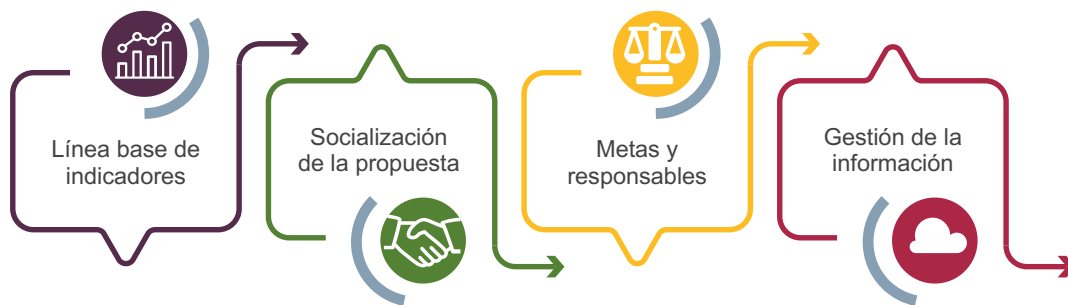 Línea base de
indicadores
Socialización
de la propuesta
Metas y
responsables
Gestión de la
información